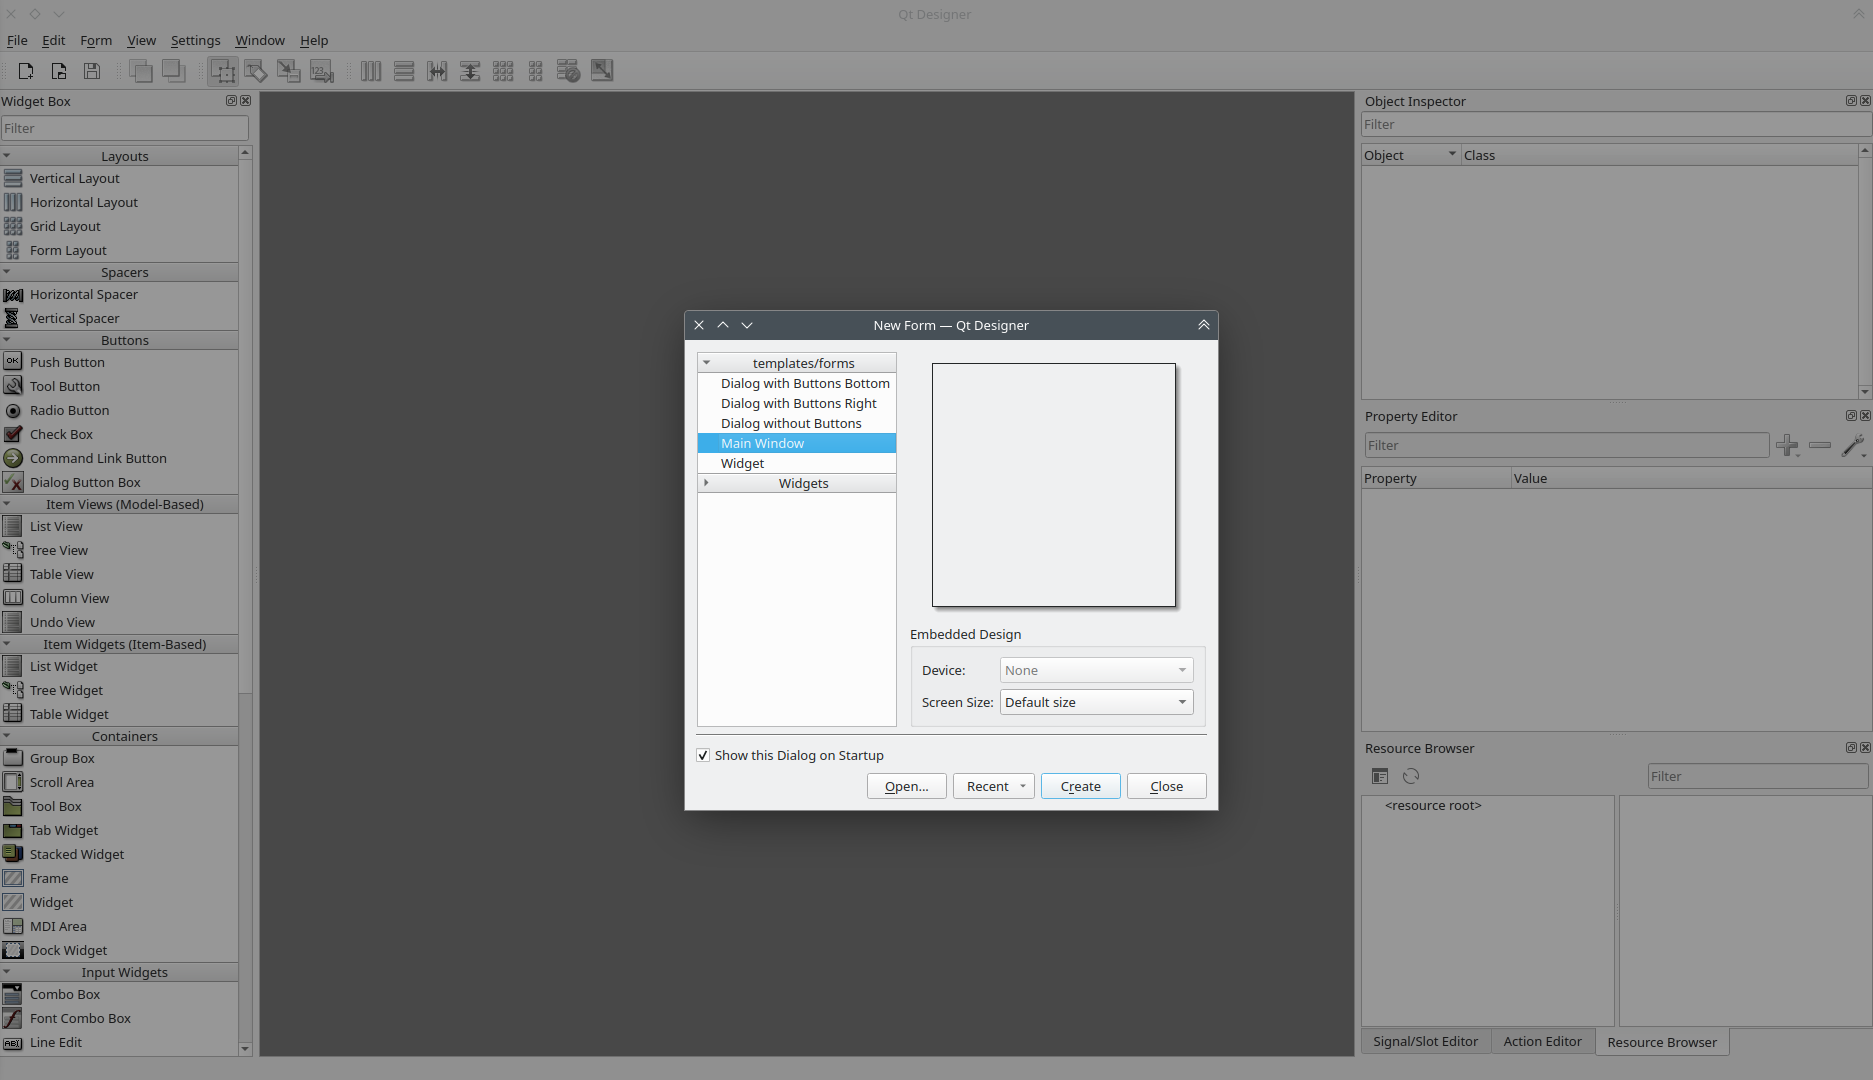 Qt Designer
File Edit Form View Settings Window Help
Widget Box
Filter
Layouts
Vertical Layout
Horizontal Layout
Grid Layout
Form Layout
Spacers
Horizontal Spacer
Vertical Spacer
Buttons
Push Button
Tool Button
Radio Button
Check Box
Command Link Button
Dialog Button Box
Item Views (Model-Based)
List View
Tree View
Table View
Column View
Undo View
Item Widgets (Item-Based)
List Widget
Tree Widget
Table Widget
Containers
Group Box
Scroll Area
Tool Box
Tab Widget
Stacked Widget
Frame
Widget
MDI Area
Dock Widget
Input Widgets
Combo Box
Font Combo Box
Line Edit
New Form — Qt Designer
templates/forms
Dialog with Buttons Bottom
Dialog with Buttons Right
Dialog without Buttons
Main Window
Widget
Widgets
Embedded Design
Device: None
Screen Size: Default size
Show this Dialog on Startup
Open... Recent Create Close
Object Inspector
Filter
Object Class
Property Editor
Filter
Property Value
Resource Browser
Filter
<resource root>
Signal/Slot Editor Action Editor Resource Browser